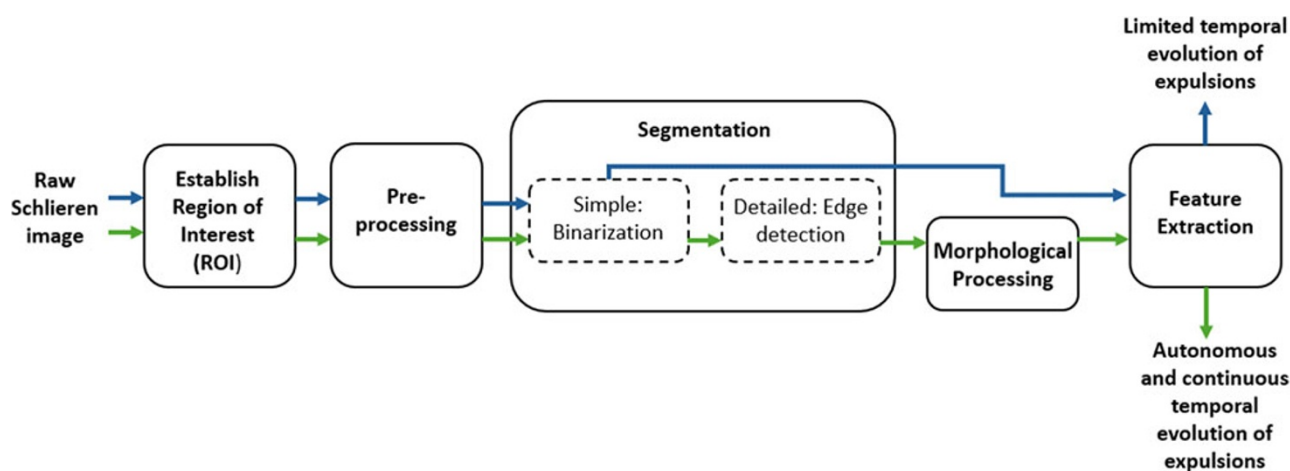 Raw
Schlieren
image
Establish
Region of
Interest
(ROI)
Pre-
processing
Segmentation
Simple:
Binarization
Detailed: Edge
detection
Morphological
Processing
Feature
Extraction
Limited temporal
evolution of
expulsions
Autonomous
and continuous
temporal
evolution of
expulsions